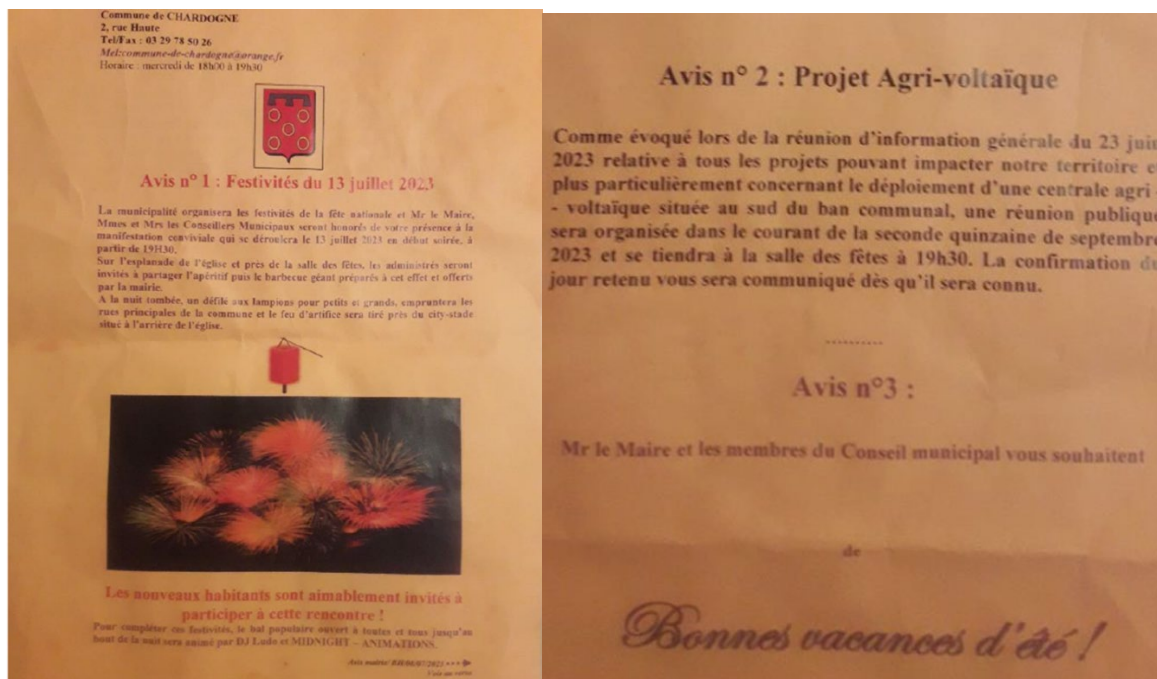 Commune de CHARDOGNE
2, rue Haute
Tel/Fax : 03 29 78 50 26
Mel:commune-de-chardogne@orange.fr
Horaire : mercredi de 18h00 à 19h30
Avis n° 1 : Festivités du 13 juillet 2023
La municipalité organisera les festivités de la fête nationale et Mr le Maire,
Mmes et Mrs les Conseillers Municipaux seront honorés de votre présence à la
manifestation conviviale qui se déroulera le 13 juillet 2023 en début soirée, à
partir de 19H30.
Sur l'esplanade de l'église et près de la salle des fêtes, les administrés seront
invités à partager l'apéritif puis le barbecue géant préparés à cet effet et offerts
par la mairie.
A la nuit tombée, un défilé aux lampions pour petits et grands, empruntera les
rues principales de la commune et le feu d'artifice sera tiré près du city-stade
situé à l'arrière de l'église.
Les nouveaux habitants sont aimablement invités à
participer à cette rencontre !
Pour compléter ces festivités, le bal populaire ouvert à toutes et tous jusqu'au
bout de la nuit sera animé par DJ Ludo et MIDNIGHT – ANIMATIONS.
Avis mairie
Voir au verso
Avis n° 2 : Projet Agri-voltaïque
Comme évoqué lors de la réunion d'information générale du 23 juin
2023 relative à tous les projets pouvant impacter notre territoire e
plus particulièrement concernant le déploiement d'une centrale agri -
- voltaïque située au sud du ban communal, une réunion publique
sera organisée dans le courant de la seconde quinzaine de septembre
2023 et se tiendra à la salle des fêtes à 19h30. La confirmation du
jour retenu vous sera communiqué dès qu'il sera connu.
----------
Avis n°3 :
Mr le Maire et les membres du Conseil municipal vous souhaitent
de
Bonnes vacances d'été !